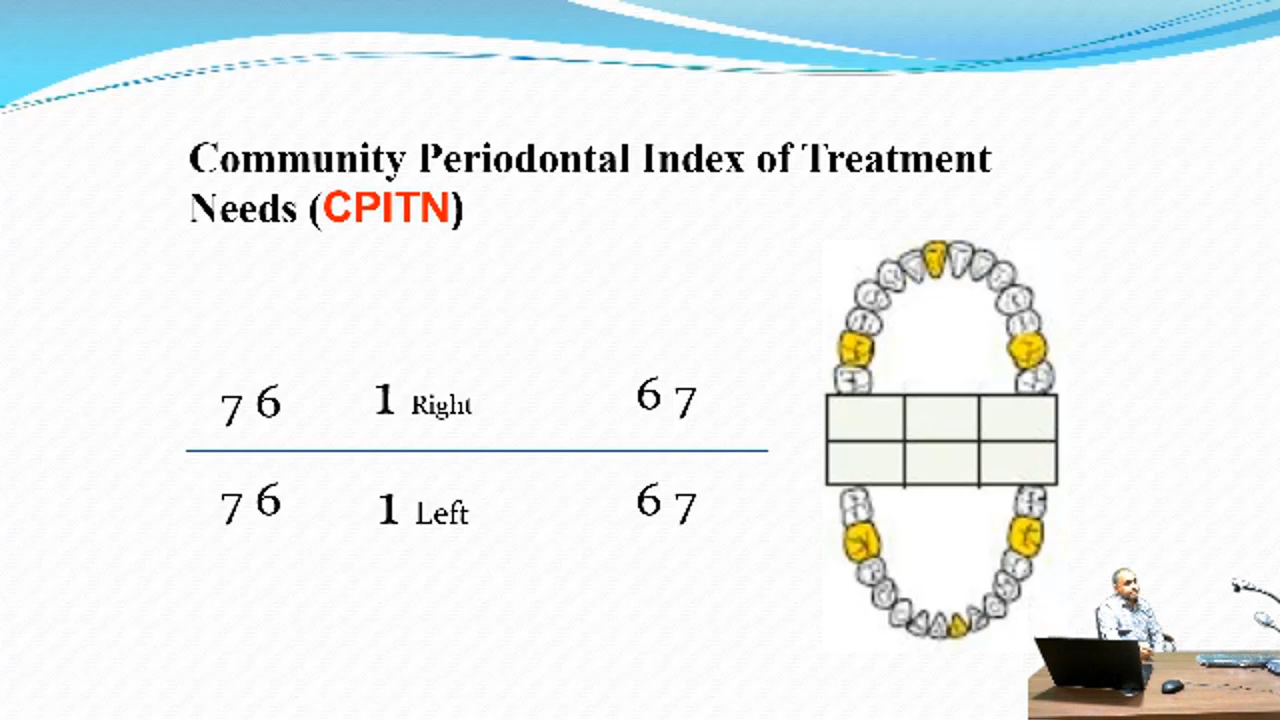 Community Periodontal Index of Treatment
Needs (CPITN)
7 6 1 Right 6 7
7 6 1 Left 6 7